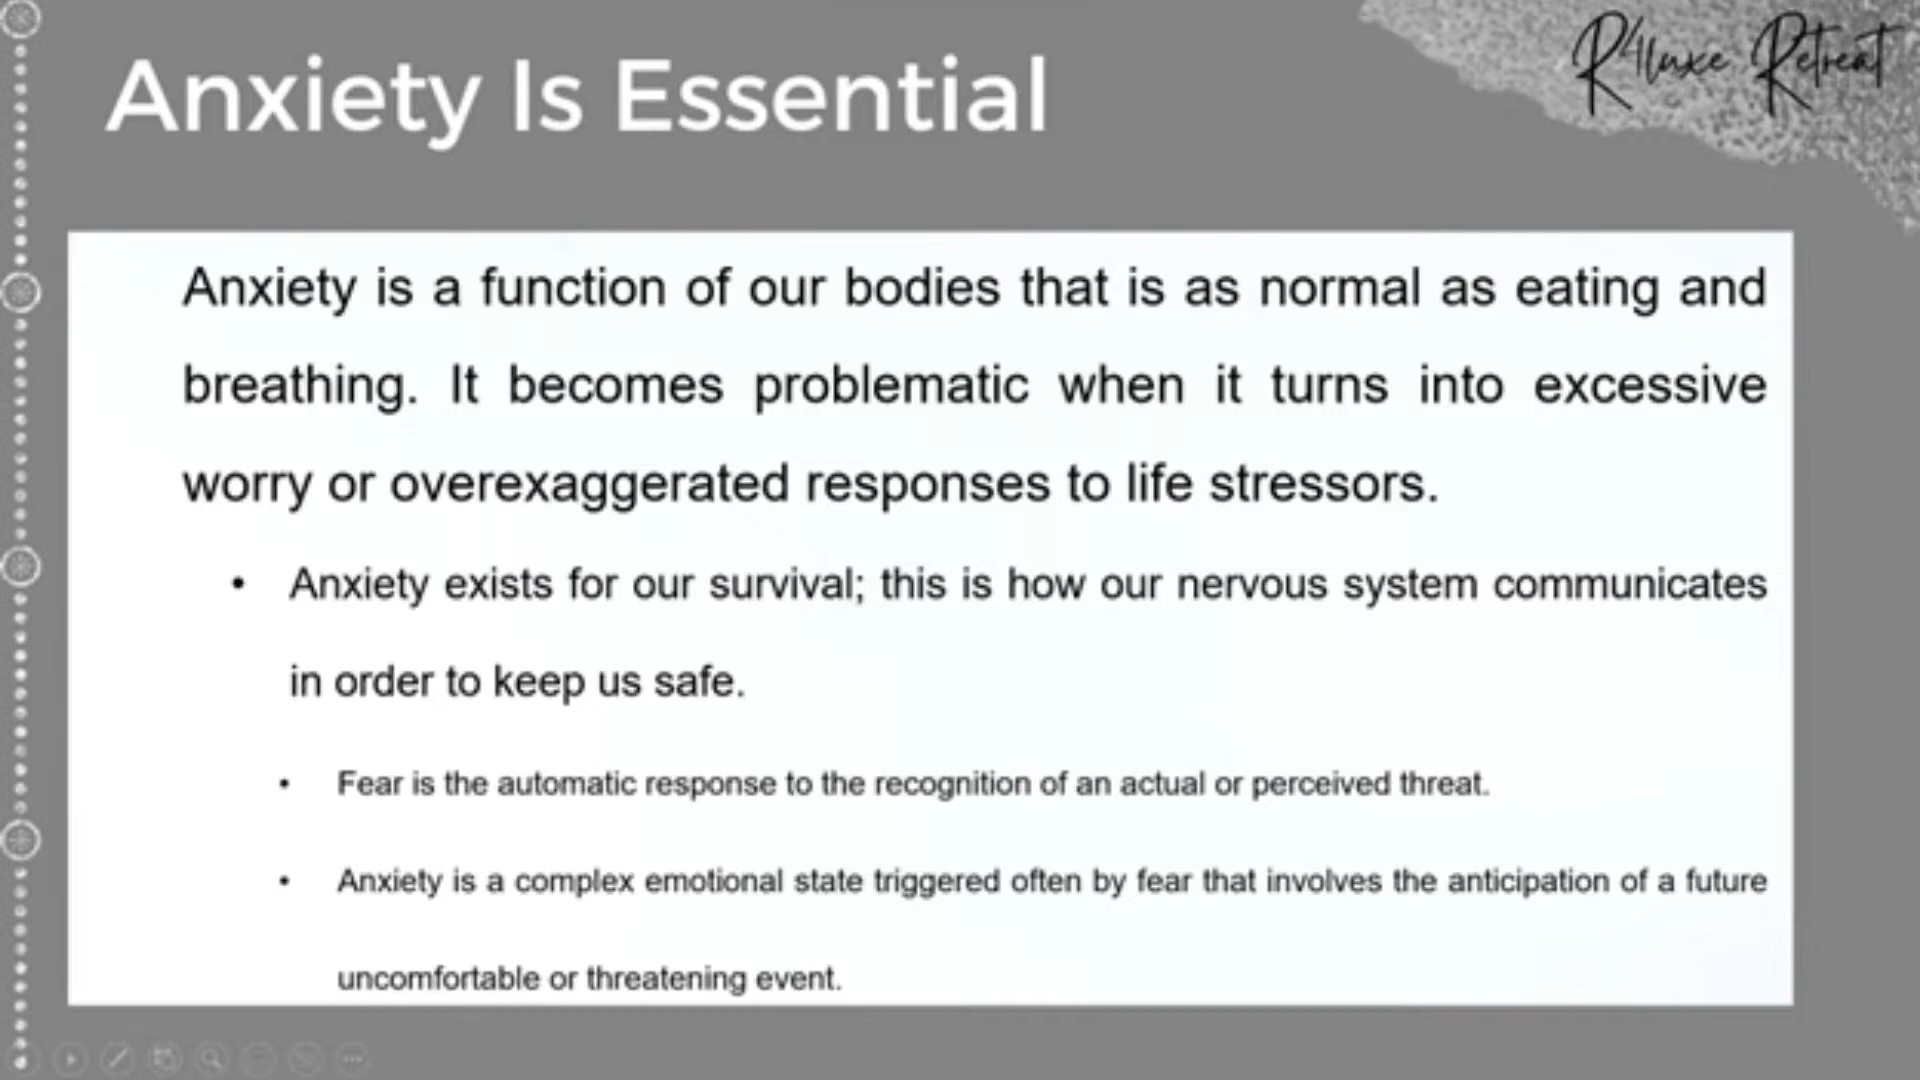 R4luxe Retreat
Anxiety Is Essential
Anxiety is a function of our bodies that is as normal as eating and
breathing. It becomes problematic when it turns into excessive
worry or overexaggerated responses to life stressors.
• Anxiety exists for our survival; this is how our nervous system communicates
in order to keep us safe.
• Fear is the automatic response to the recognition of an actual or perceived threat.
• Anxiety is a complex emotional state triggered often by fear that involves the anticipation of a future
uncomfortable or threatening event.